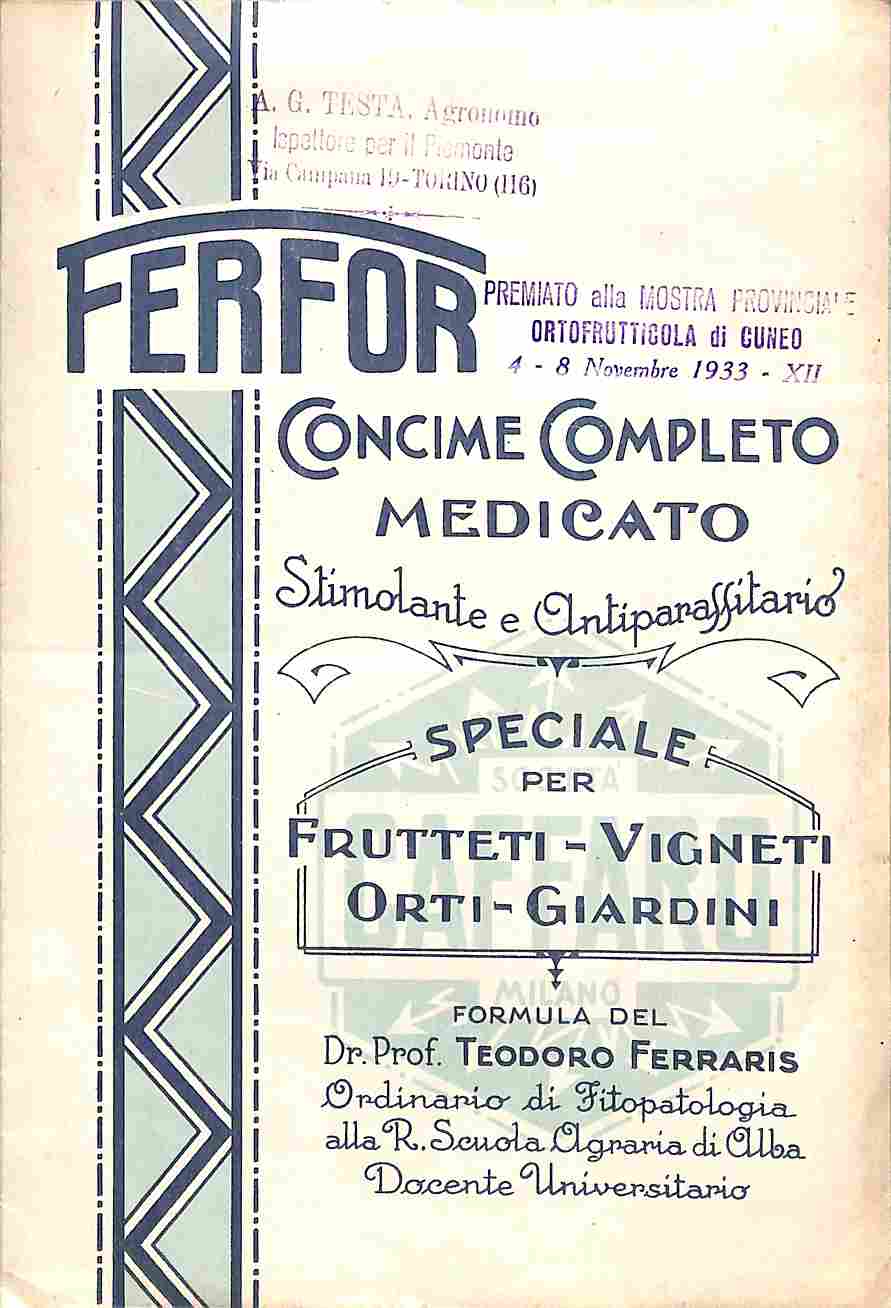 A. G. TESTA. Agronomo
Ispettore per il Piemonte
Via Campana 19-TORINO (116)
FERFOR
PREMIATO alla MOSTRA PROVINCIALE
ORTOFRUTTICOLA di CUNEO
4 - 8 Novembre 1933 - XII
CONCIME COMPLETO
MEDICATO
Stimolante e Antiparassitario
SPECIALE
PER
FRUTTETI - VIGNETI
ORTI - GIARDINI
SOCIETÀ
CAFFARO
MILANO
FORMULA DEL
Dr. Prof. TEODORO FERRARIS
Ordinario di Fitopatologia
alla R. Scuola Agraria di Alba
Docente Universitario